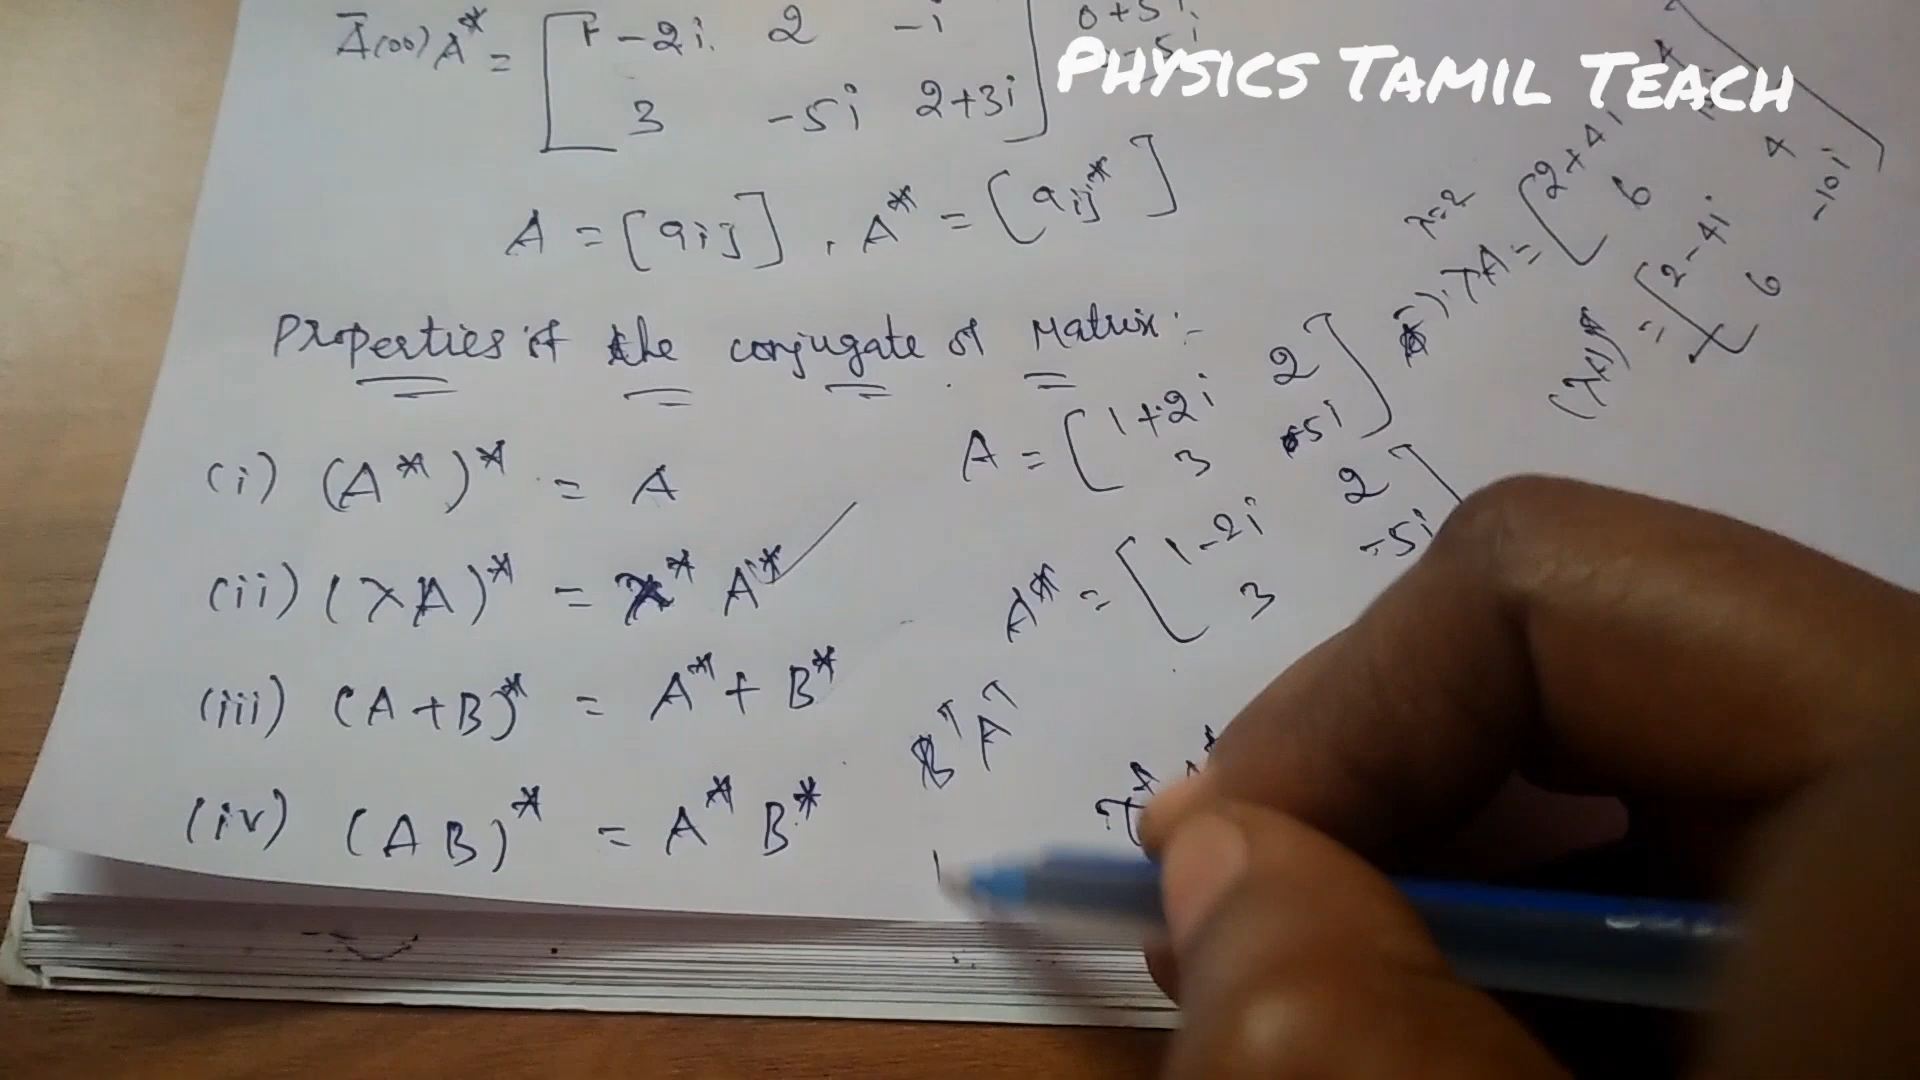 Ā (or) A* = [1-2i 2 -i
3 -5i 2+3i]
PHYSICS TAMIL TEACH
A = [aij], A* = [aij*]
Properties of the conjugate of Matrix :-
(i) (A*)* = A
(ii) (λA)* = λ* A*
(iii) (A+B)* = A* + B*
(iv) (AB)* = A* B*
A = [1+2i 2
3 5i]
A* = [1-2i 2
3 -5i
BᵀAᵀ
λ=2
λA = [2+4i 4
6
(λA)* = [2-4i 4
6 -10i]